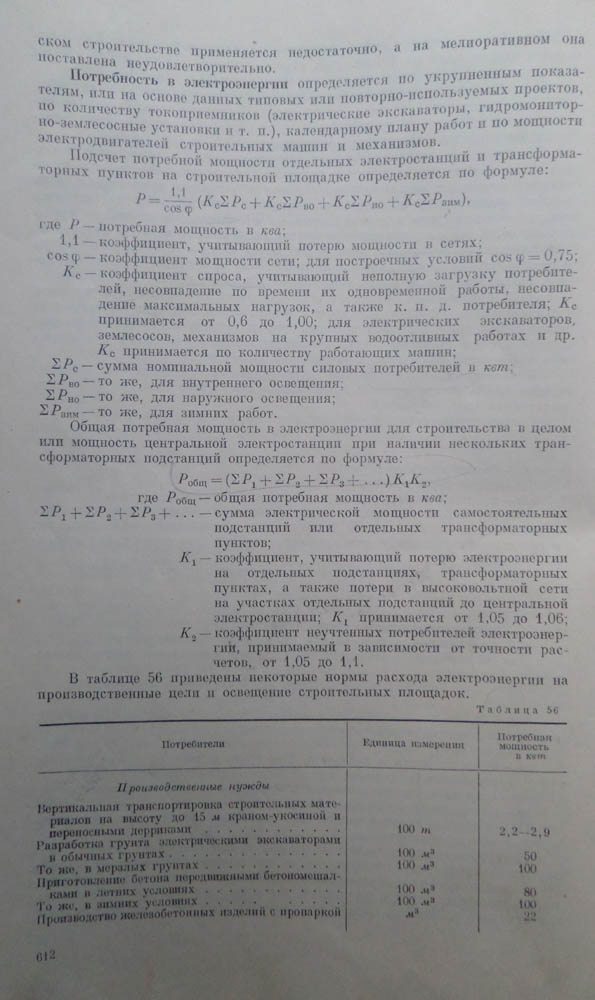 ском строительстве применяется недостаточно, а на мелиоративном она
поставлена неудовлетворительно.
Потребность в электроэнергии определяется по укрупненным показа-
телям, или на основе данных типовых или повторно-используемых проектов,
по количеству токоприемников (электрические экскаваторы, гидромонитор-
но-землесосные установки и т. п.), календарному плану работ и по мощности
электродвигателей строительных машин и механизмов.
Подсчет потребной мощности отдельных электростанций и трансформа-
торных пунктов на строительной площадке определяется по формуле:
P = 1,1 / cos φ (KсΣPс + KсΣPво + KсΣPно + KсΣPзим),
где P — потребная мощность в ква;
1,1 — коэффициент, учитывающий потерю мощности в сетях;
cos φ — коэффициент мощности сети; для построечных условий cos φ = 0,75;
Kс — коэффициент спроса, учитывающий неполную загрузку потребите-
лей, несовпадение по времени их одновременной работы, несовпа-
дение максимальных нагрузок, а также к. п. д. потребителя; Kс
принимается от 0,6 до 1,00; для электрических экскаваторов,
землесосов, механизмов на крупных водоотливных работах и др.
Kс принимается по количеству работающих машин;
ΣPс — сумма номинальной мощности силовых потребителей в квт;
ΣPво — то же, для внутреннего освещения;
ΣPно — то же, для наружного освещения;
ΣPзим — то же, для зимних работ.
Общая потребная мощность в электроэнергии для строительства в целом
или мощность центральной электростанции при наличии нескольких тран-
сформаторных подстанций определяется по формуле:
Pобщ = (ΣP₁ + ΣP₂ + ΣP₃ + ...) K₁K₂,
где Pобщ — общая потребная мощность в ква;
ΣP₁ + ΣP₂ + ΣP₃ + ... — сумма электрической мощности самостоятельных
подстанций или отдельных трансформаторных
пунктов;
K₁ — коэффициент, учитывающий потерю электроэнергии
на отдельных подстанциях, трансформаторных
пунктах, а также потери в высоковольтной сети
на участках отдельных подстанций до центральной
электростанции; K₁ принимается от 1,05 до 1,06;
K₂ — коэффициент неучтенных потребителей электроэнер-
гии, принимаемый в зависимости от точности рас-
четов, от 1,05 до 1,1.
В таблице 56 приведены некоторые нормы расхода электроэнергии на
производственные цели и освещение строительных площадок.
Таблица 56
Потребители Единица измерения Потребная
мощность
в квт
Производственные нужды
Вертикальная транспортировка строительных мате-
риалов на высоту до 15 м краном-укосиной и
переносными дерриками . . . . . . . . . . . . 100 т 2,2—2,9
Разработка грунта электрическими экскаваторами
в обычных грунтах . . . . . . . . . . . . . . 100 м³ 50
То же, в мерзлых грунтах . . . . . . . . . . . 100 м³ 100
Приготовление бетона передвижными бетономешал-
ками в летних условиях . . . . . . . . . . . . 100 м³ 80
То же, в зимних условиях . . . . . . . . . . . 100 м³ 100
Производство железобетонных изделий с пропаркой м³ 22
612